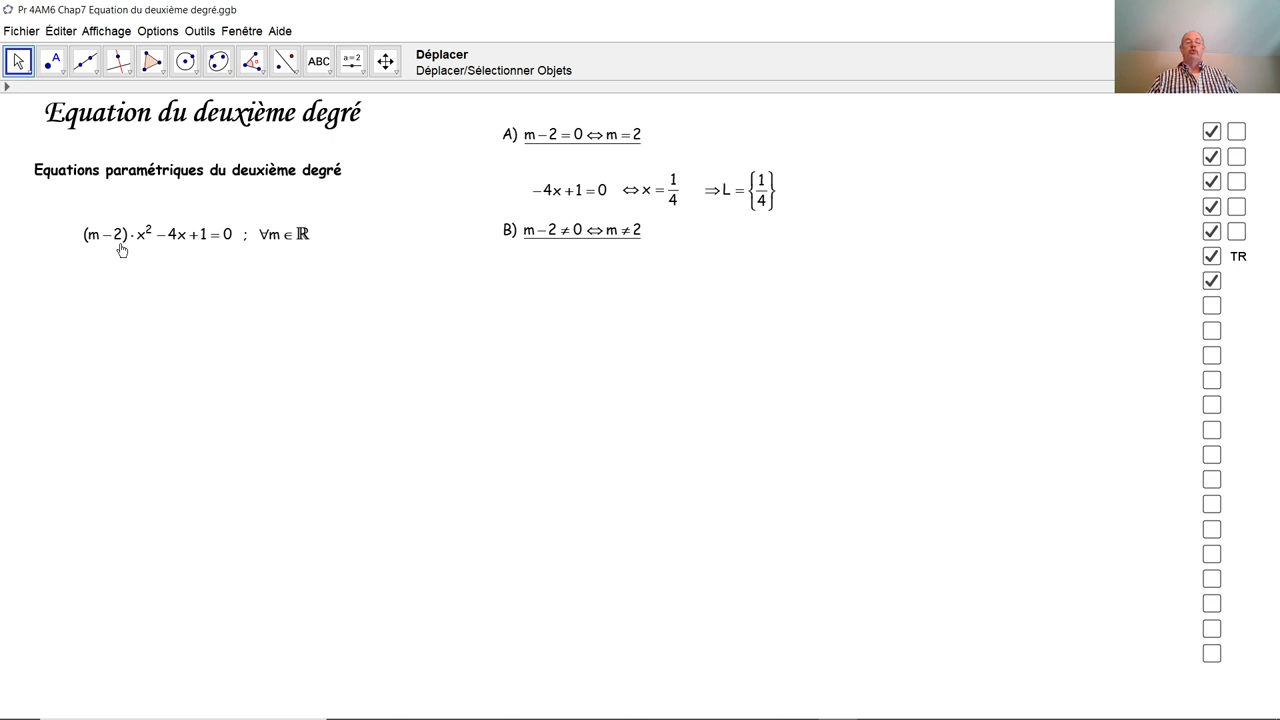 Pr 4AM6 Chap7 Equation du deuxième degré.ggb
Fichier Éditer Affichage Options Outils Fenêtre Aide
A ABC a=2 Déplacer
Déplacer/Sélectionner Objets
Equation du deuxième degré
Equations paramétriques du deuxième degré
(m−2)·x² −4x+1=0 ; ∀m∈ℝ
A) m−2=0⇔m=2
−4x+1=0 ⇔x=1/4 ⇒L={1/4}
B) m−2≠0⇔m≠2
TR